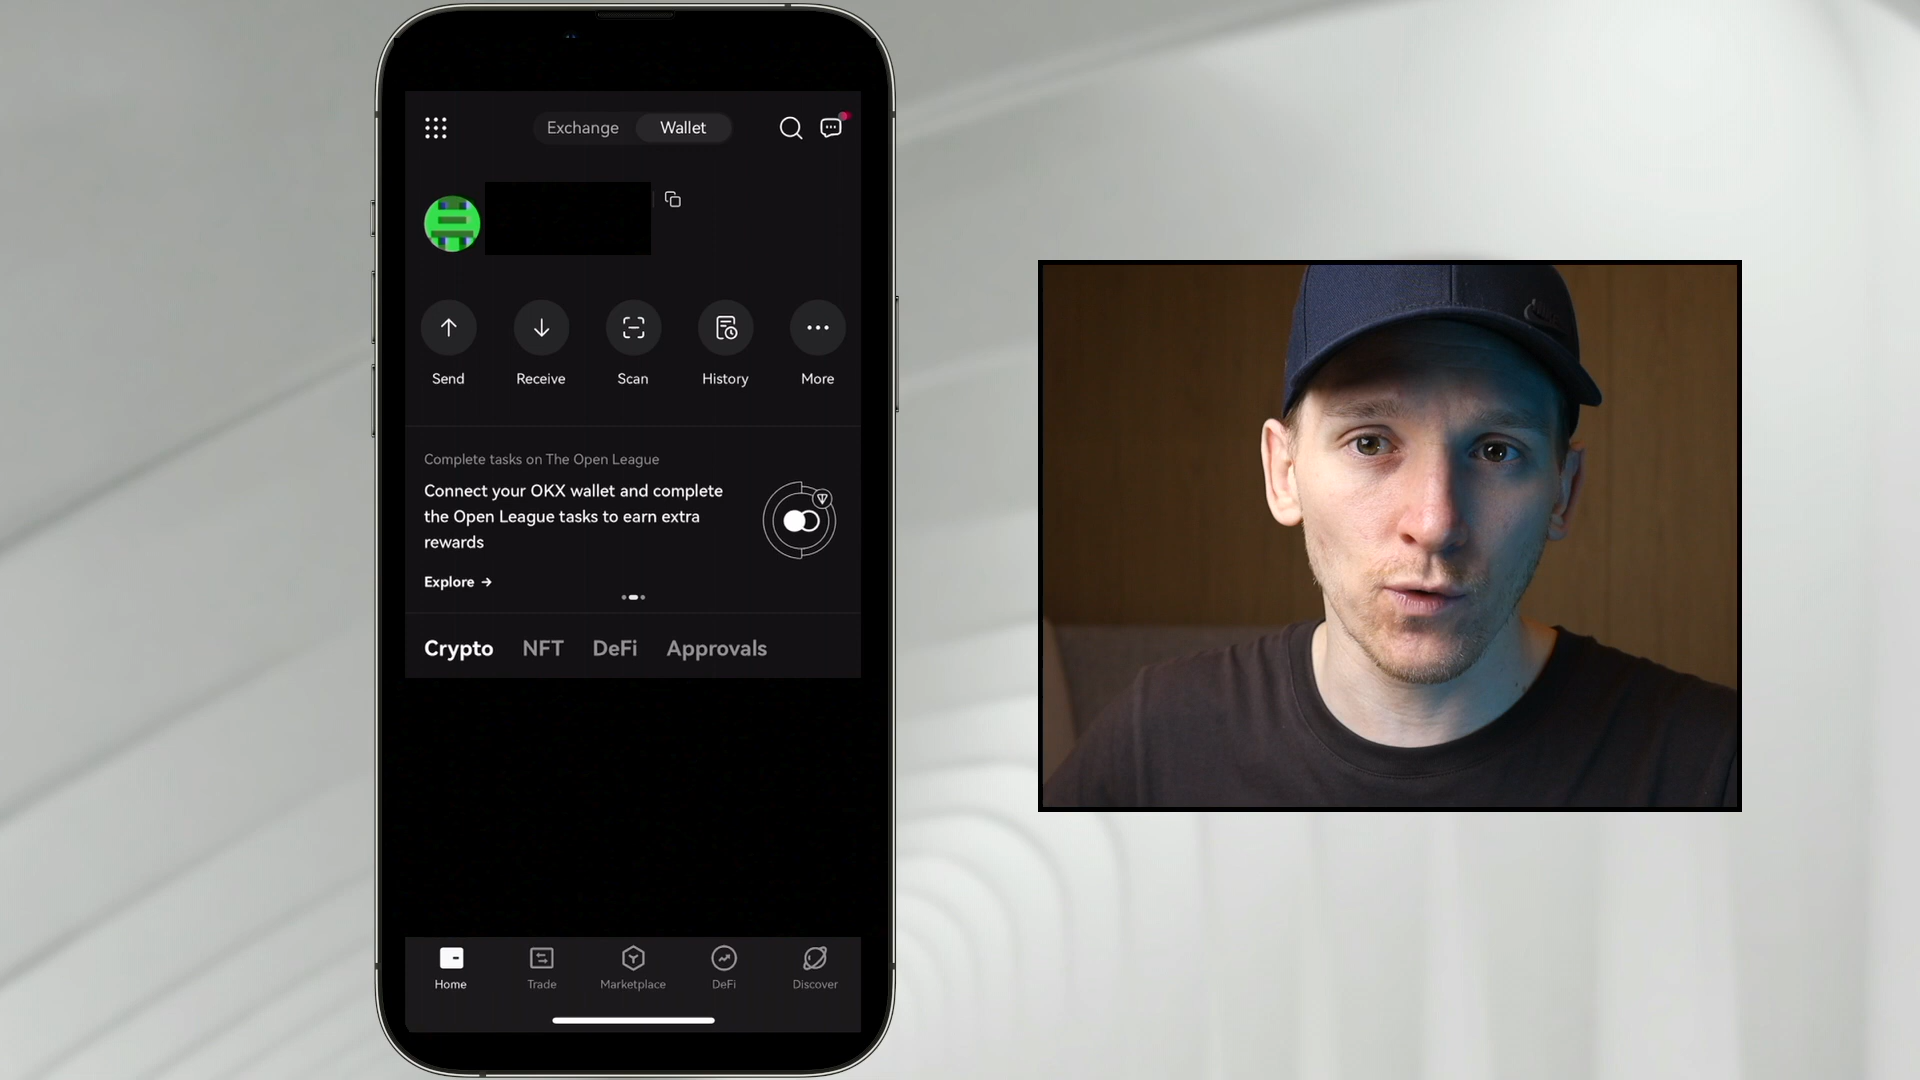 Exchange
Wallet
Send
Receive
Scan
History
More
Complete tasks on The Open League
Connect your OKX wallet and complete
the Open League tasks to earn extra
rewards
Explore →
Crypto
NFT
DeFi
Approvals
Home
Trade
Marketplace
DeFi
Discover